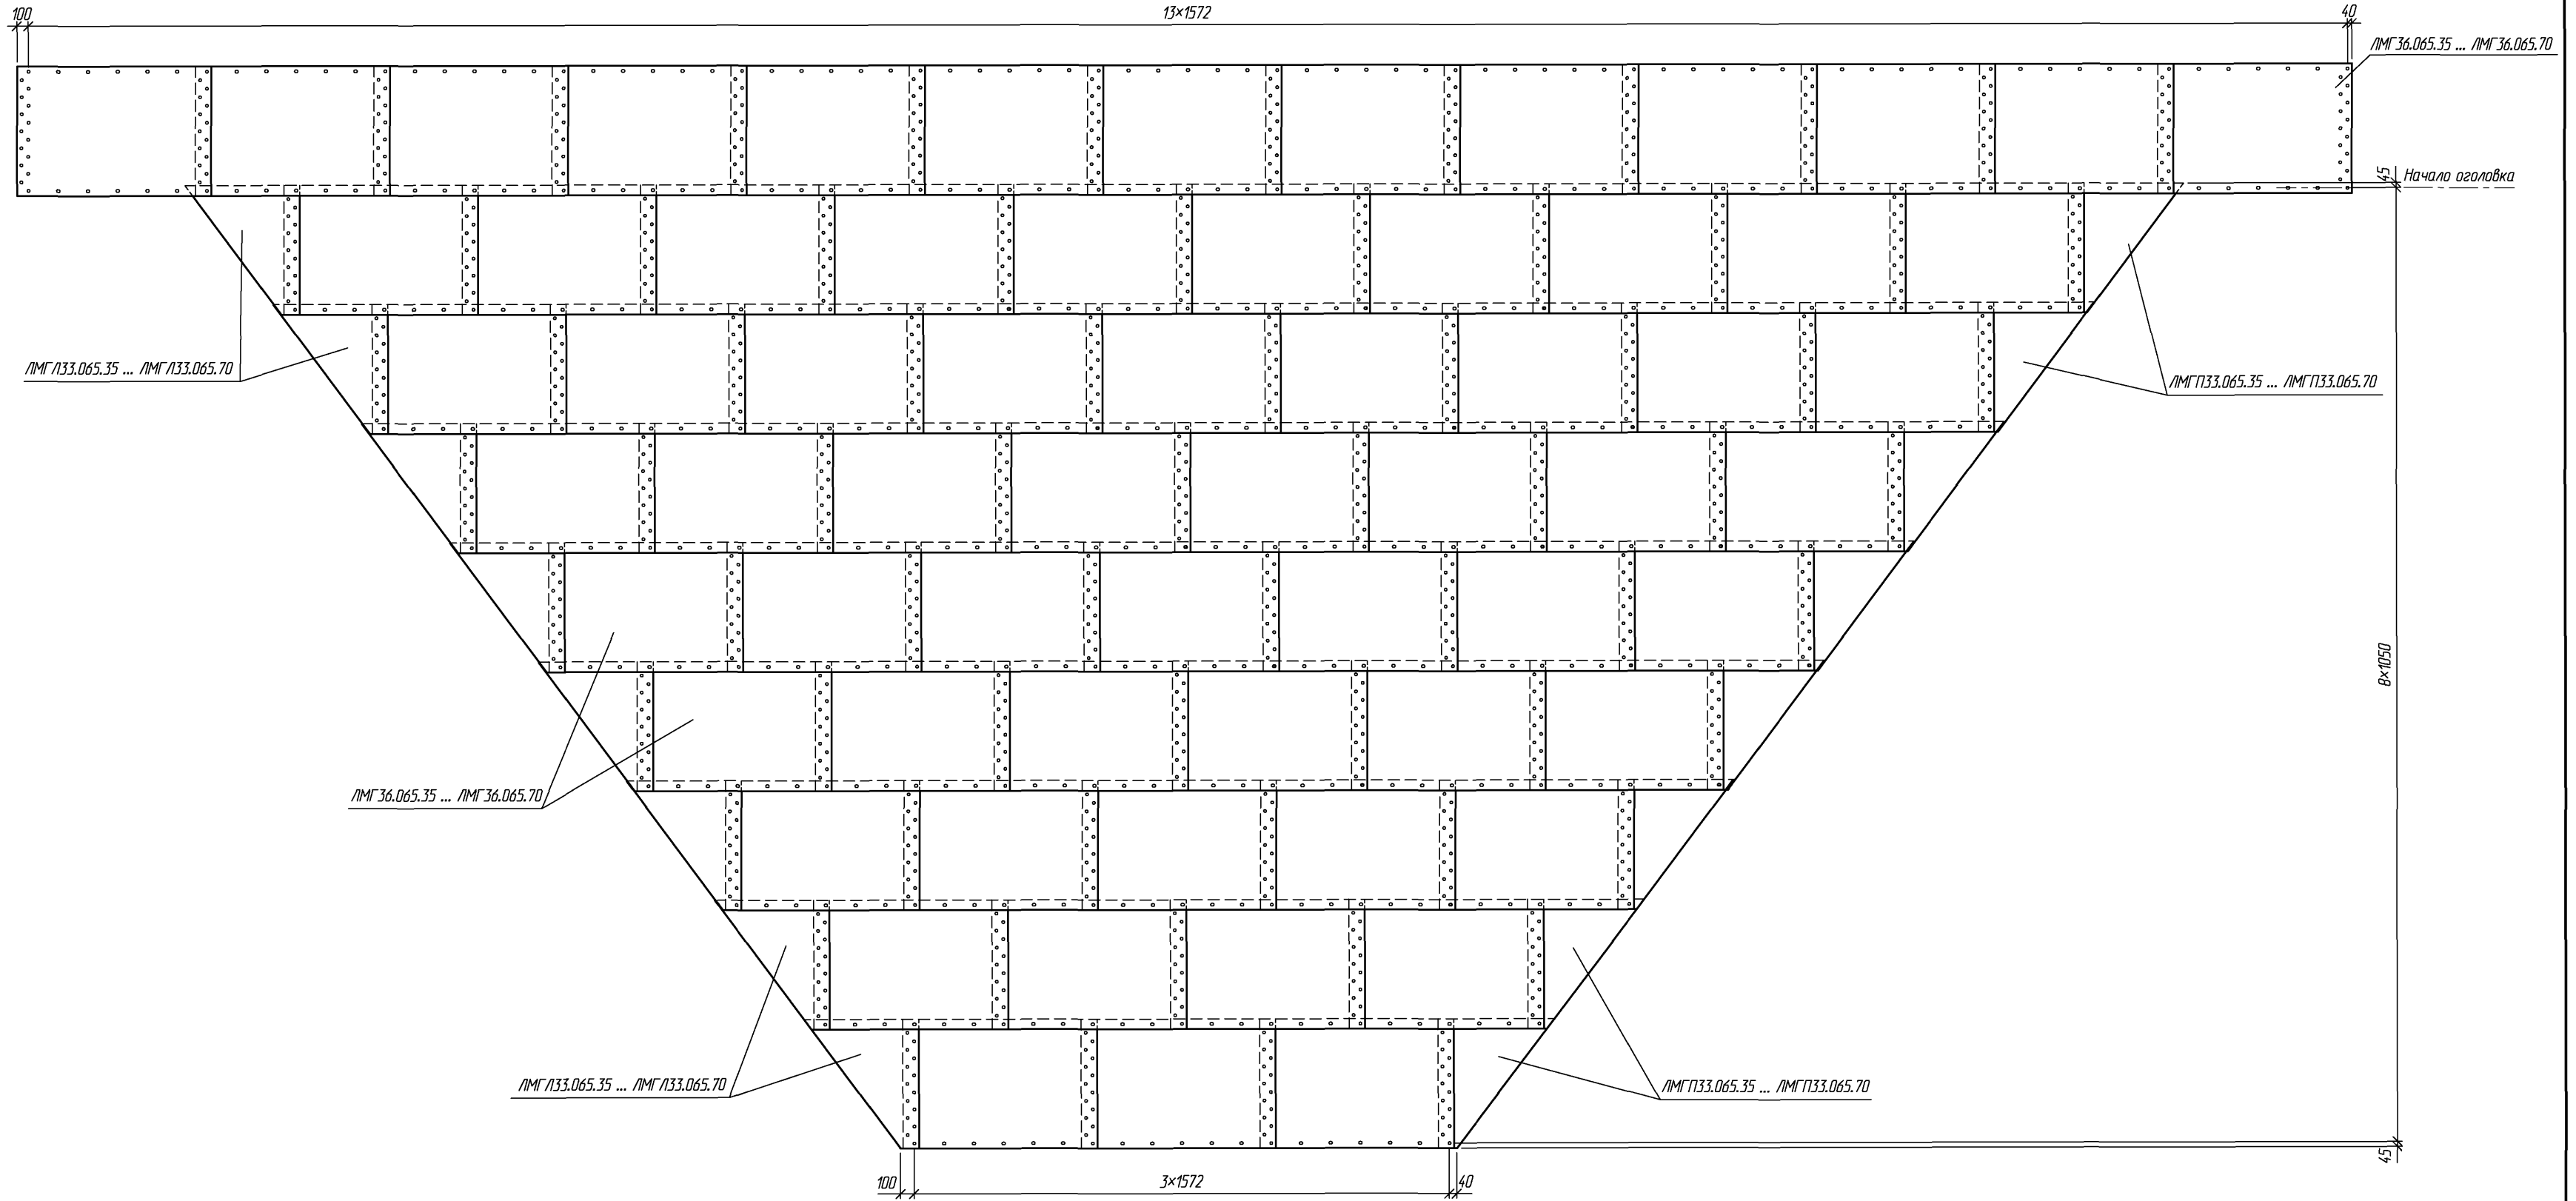 100
13×1572
40
ЛМГ36.065.35 ... ЛМГ36.065.70
45
Начало оголовка
ЛМГЛ33.065.35 ... ЛМГЛ33.065.70
ЛМГП33.065.35 ... ЛМГП33.065.70
8×1050
ЛМГ36.065.35 ... ЛМГ36.065.70
ЛМГЛ33.065.35 ... ЛМГЛ33.065.70
ЛМГП33.065.35 ... ЛМГП33.065.70
45
100
3×1572
40